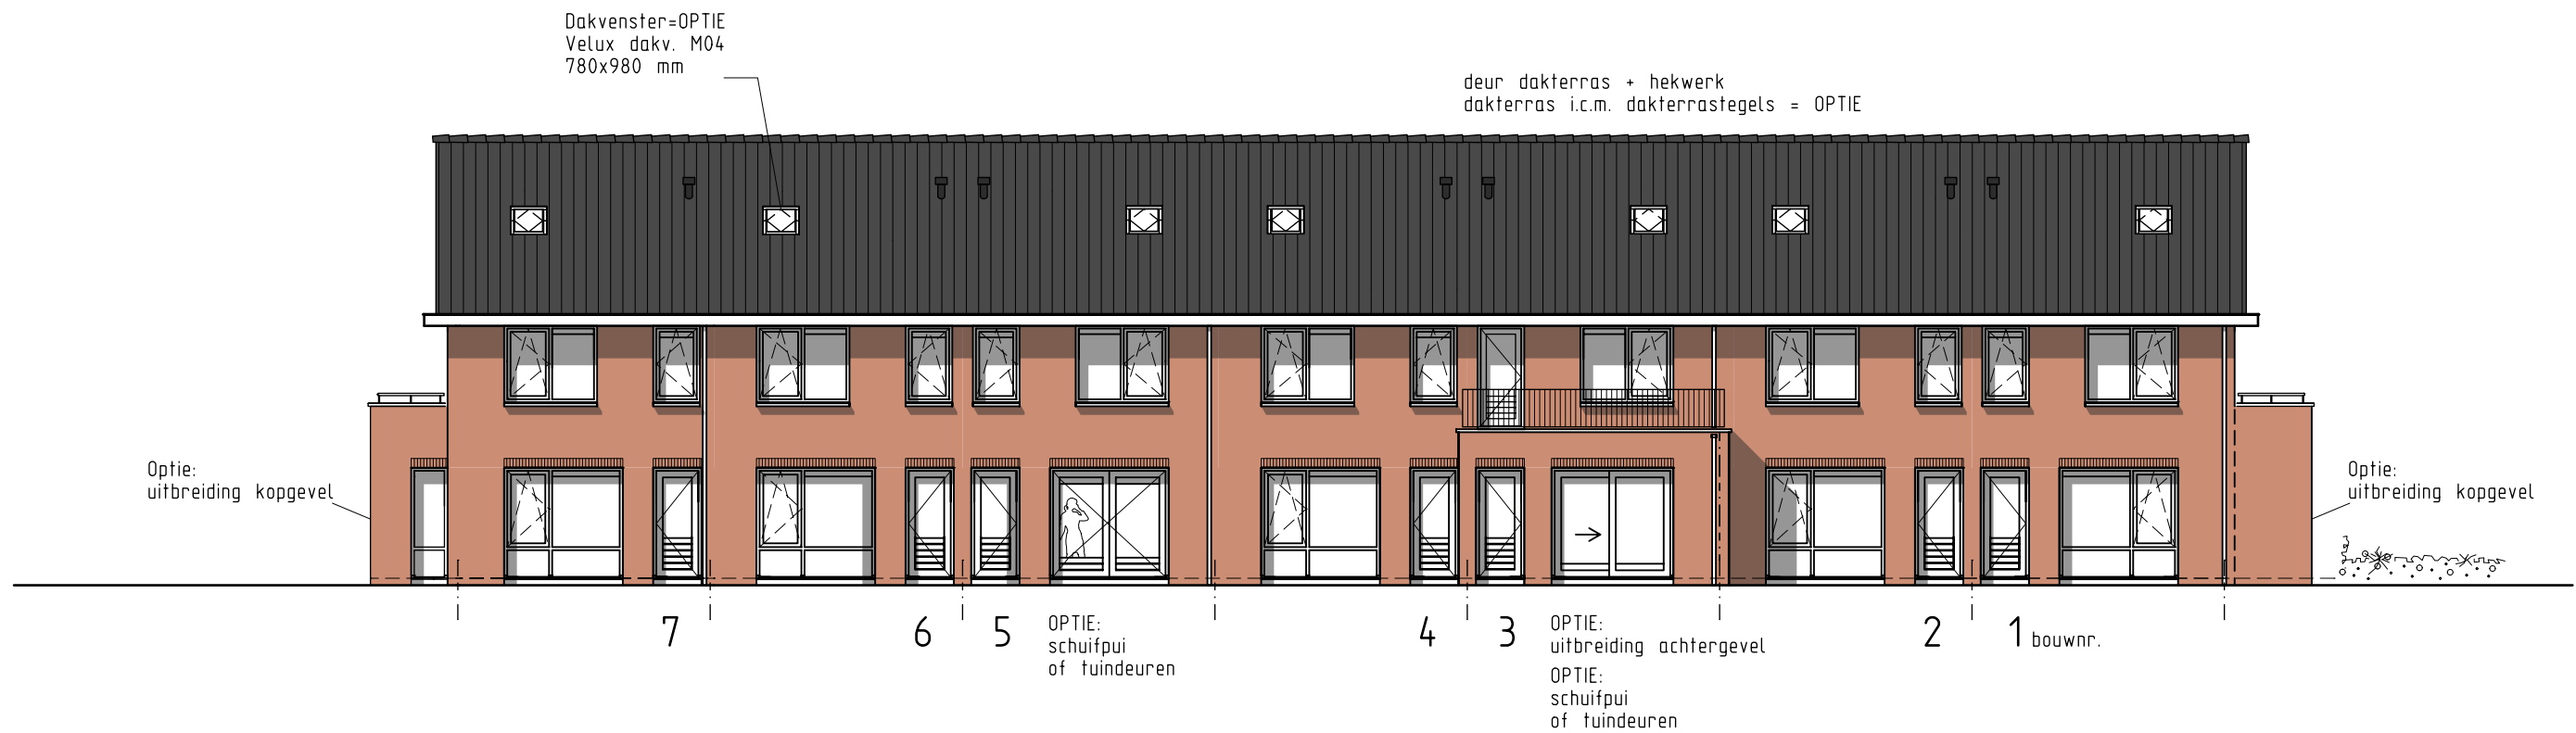 Dakvenster=OPTIE
Velux dakv. M04
780x980 mm
deur dakterras + hekwerk
dakterras i.c.m. dakterrastegels = OPTIE
Optie:
uitbreiding kopgevel
Optie:
uitbreiding kopgevel
7
6
5
OPTIE:
schuifpui
of tuindeuren
4
3
OPTIE:
uitbreiding achtergevel
OPTIE:
schuifpui
of tuindeuren
2
1 bouwnr.